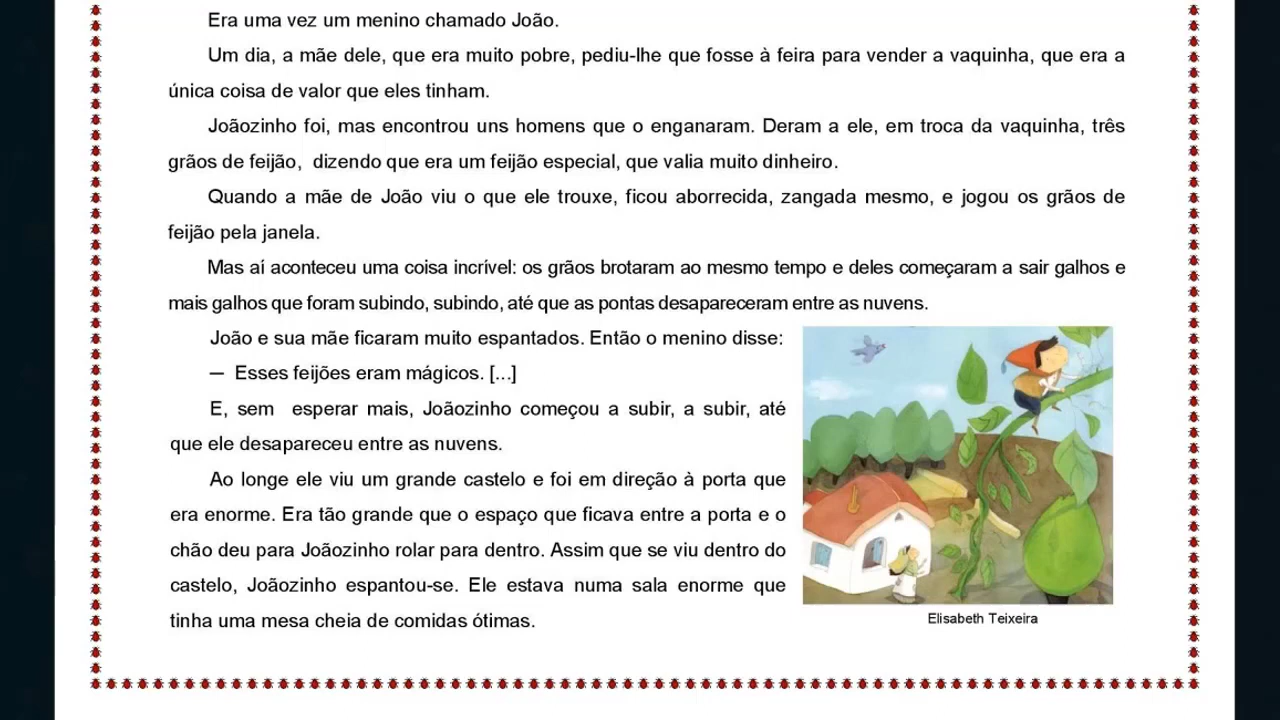 Era uma vez um menino chamado João.
Um dia, a mãe dele, que era muito pobre, pediu-lhe que fosse à feira para vender a vaquinha, que era a
única coisa de valor que eles tinham.
Joãozinho foi, mas encontrou uns homens que o enganaram. Deram a ele, em troca da vaquinha, três
grãos de feijão,  dizendo que era um feijão especial, que valia muito dinheiro.
Quando a mãe de João viu o que ele trouxe, ficou aborrecida, zangada mesmo, e jogou os grãos de
feijão pela janela.
Mas aí aconteceu uma coisa incrível: os grãos brotaram ao mesmo tempo e deles começaram a sair galhos e
mais galhos que foram subindo, subindo, até que as pontas desapareceram entre as nuvens.
João e sua mãe ficaram muito espantados. Então o menino disse:
— Esses feijões eram mágicos. [...]
E, sem  esperar mais, Joãozinho começou a subir, a subir, até
que ele desapareceu entre as nuvens.
Ao longe ele viu um grande castelo e foi em direção à porta que
era enorme. Era tão grande que o espaço que ficava entre a porta e o
chão deu para Joãozinho rolar para dentro. Assim que se viu dentro do
castelo, Joãozinho espantou-se. Ele estava numa sala enorme que
tinha uma mesa cheia de comidas ótimas.
Elisabeth Teixeira